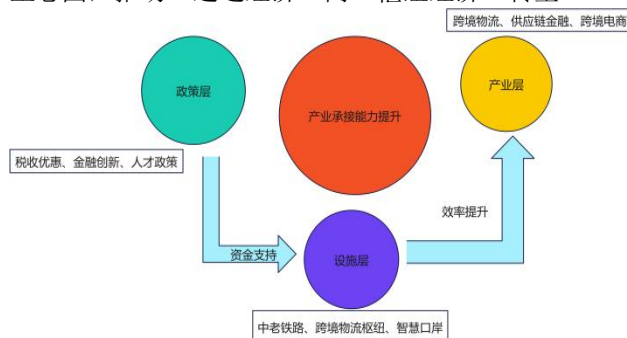 跨境物流、供应链金融、跨境电商
政策层
产业承接能力提升
产业层
税收优惠、金融创新、人才政策
效率提升
资金支持
设施层
中老铁路、跨境物流枢纽、智慧口岸